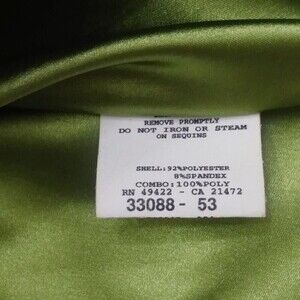 REMOVE PROMPTLY
DO NOT IRON OR STEAM
ON SEQUINS
SHELL:92%POLYESTER
8%SPANDEX
COMBO:100%POLY
RN 49422 - CA 21472
33088 - 53